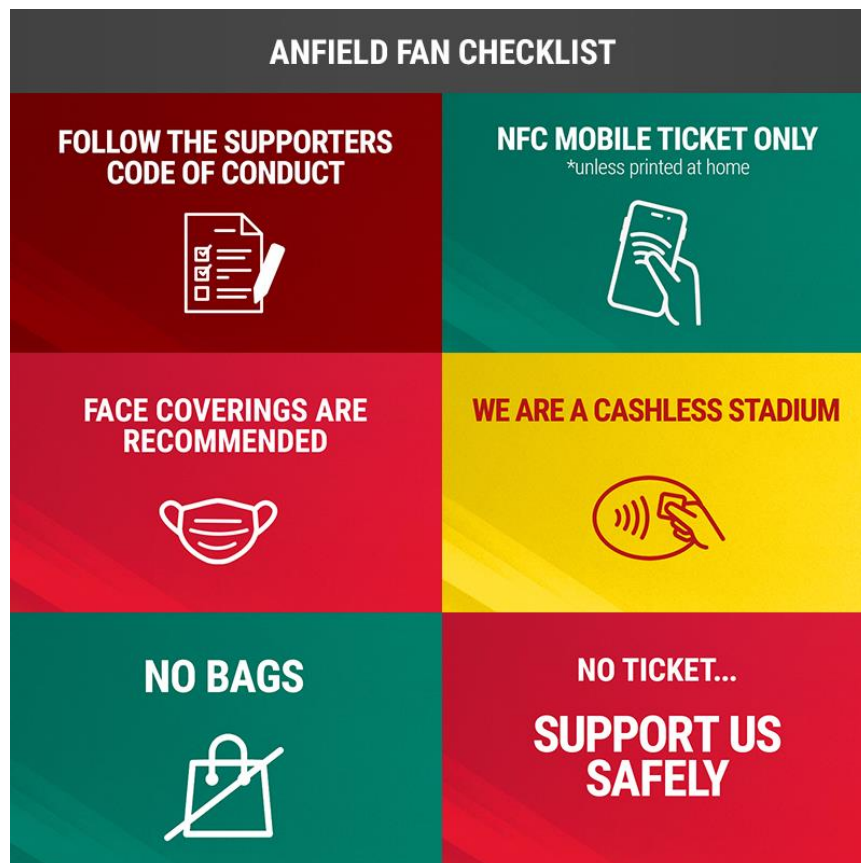 ANFIELD FAN CHECKLIST
FOLLOW THE SUPPORTERS
CODE OF CONDUCT
NFC MOBILE TICKET ONLY
*unless printed at home
FACE COVERINGS ARE
RECOMMENDED
WE ARE A CASHLESS STADIUM
NO BAGS
NO TICKET...
SUPPORT US
SAFELY